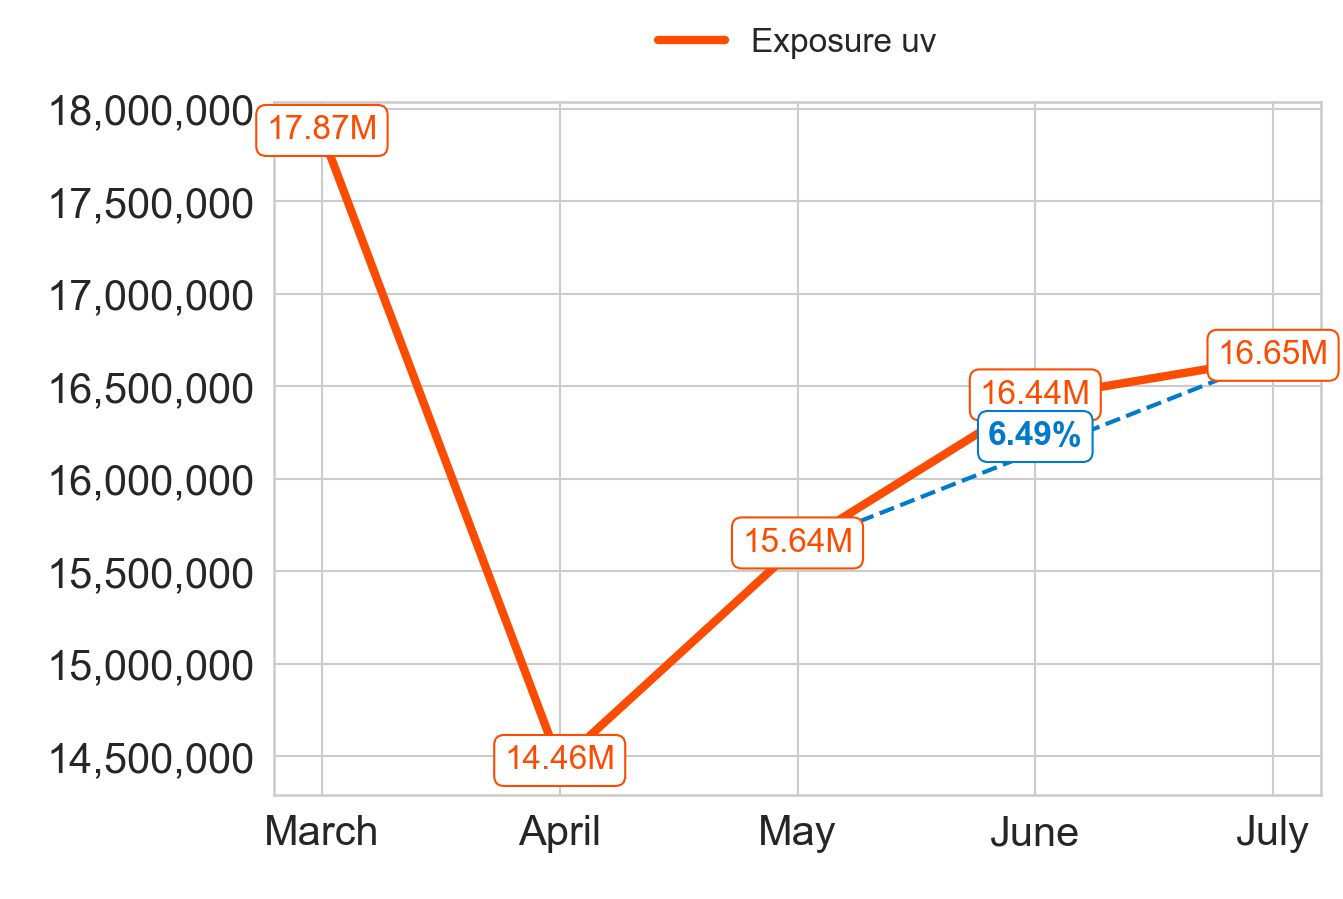 Exposure uv
18,000,000
17.87M
17,500,000
17,000,000
16,500,000
16.65M
16.44M
6.49%
16,000,000
15.64M
15,500,000
15,000,000
14,500,000
14.46M
March April May June July